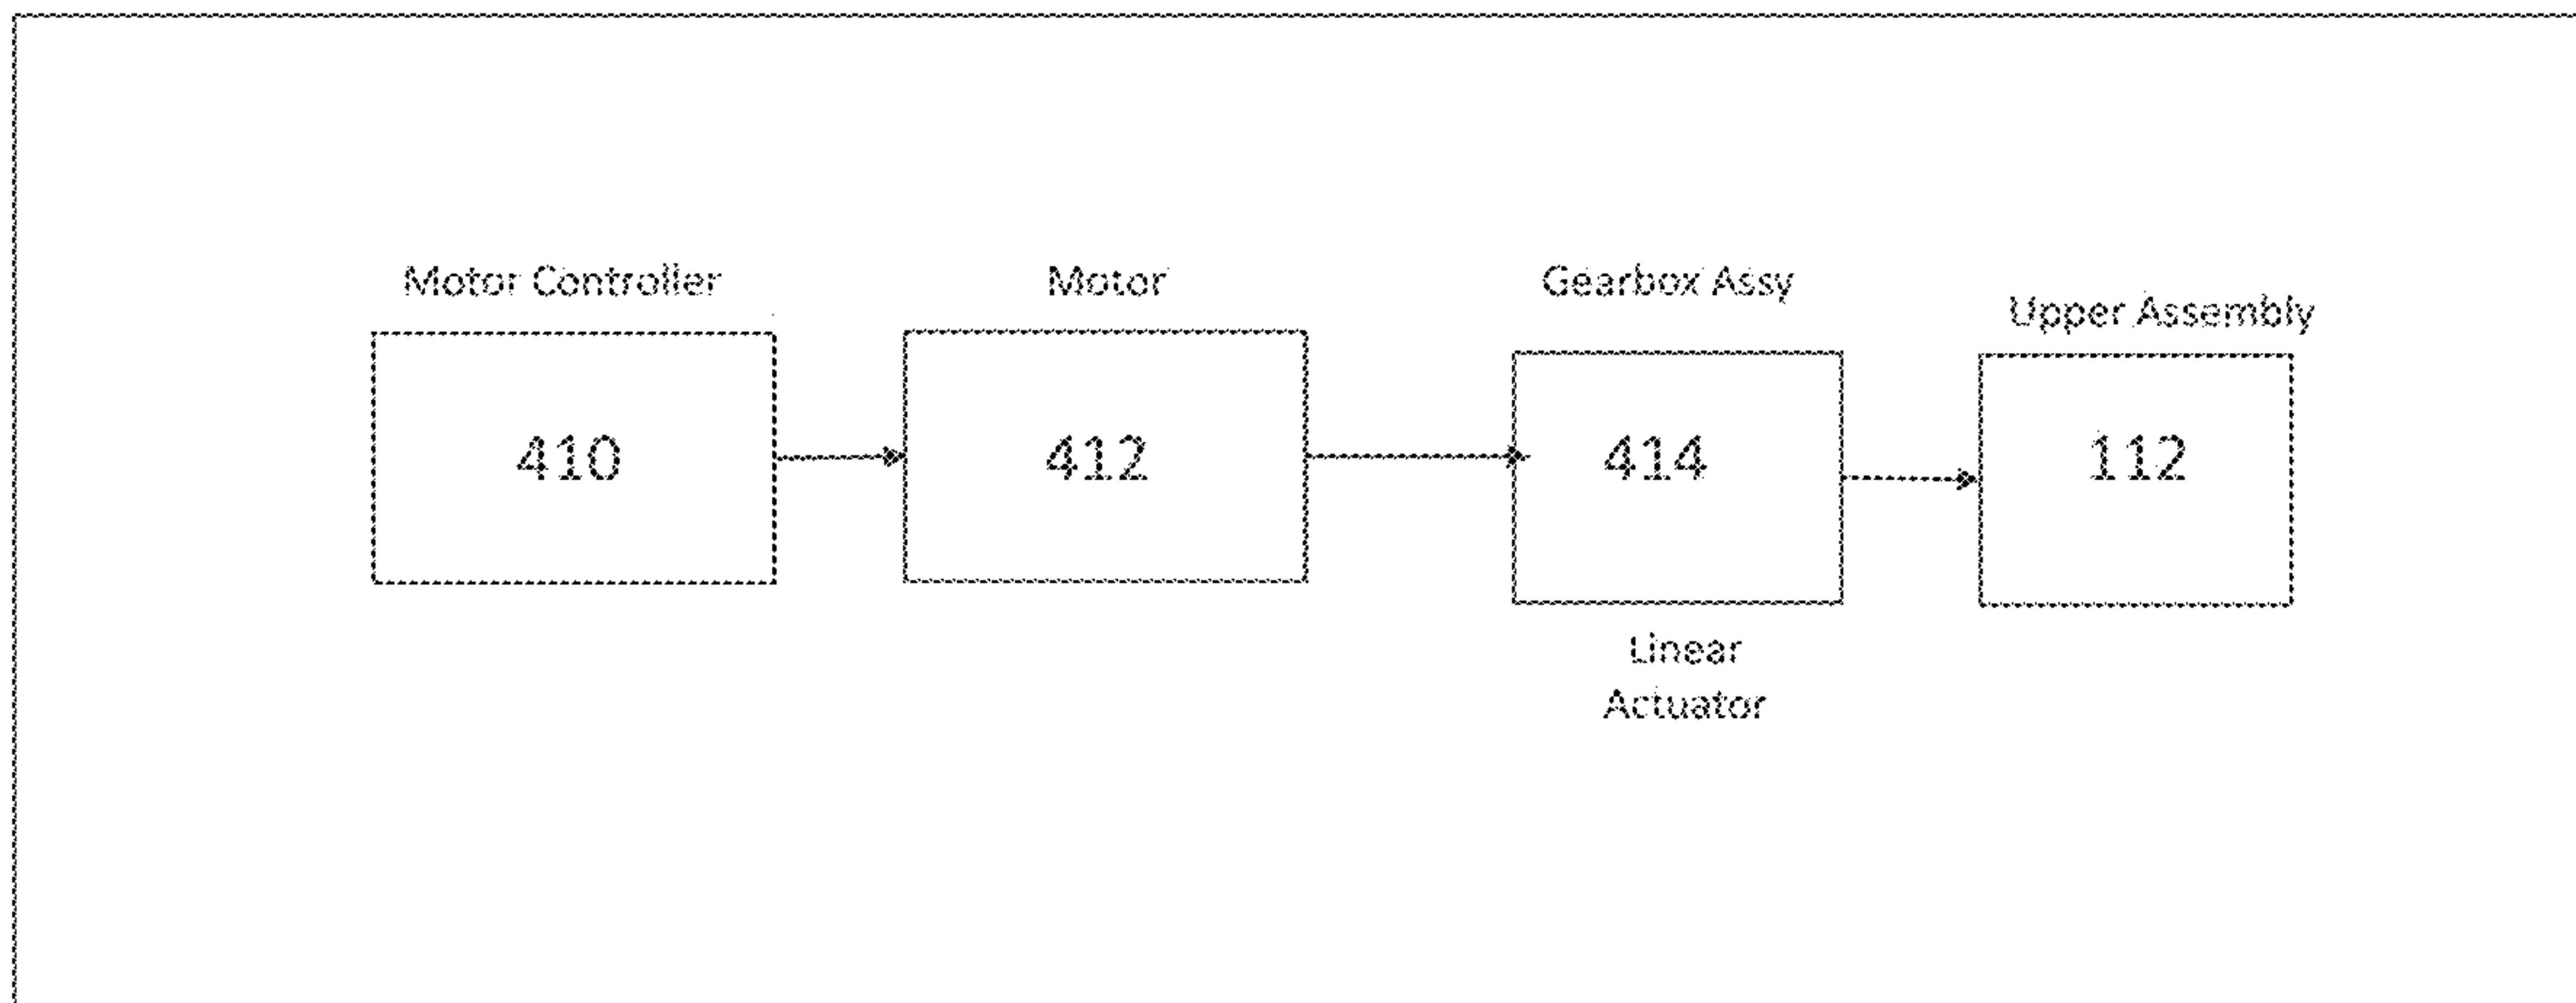 Motor Controller
Motor
Gearbox Assy
Upper Assembly
410
412
414
112
Linear
Actuator